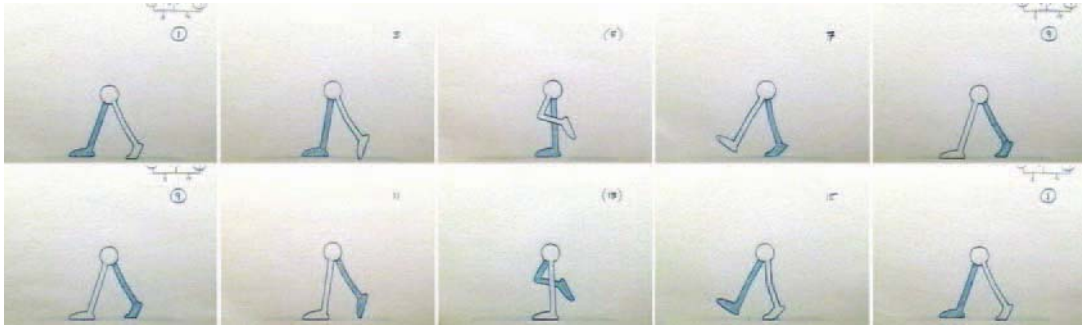 ① 3 (5) 7 ⑨
⑨ 11 (13) 15 ①